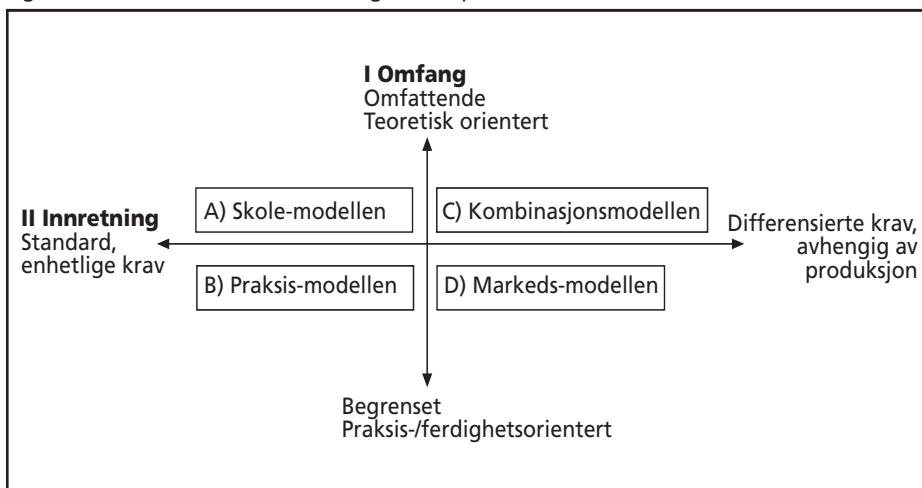 I Omfang
Omfattende
Teoretisk orientert
A) Skole-modellen
C) Kombinasjonsmodellen
II Innretning
Standard,
enhetlige krav
Differensierte krav,
avhengig av
produksjon
B) Praksis-modellen
D) Markeds-modellen
Begrenset
Praksis-/ferdighetsorientert